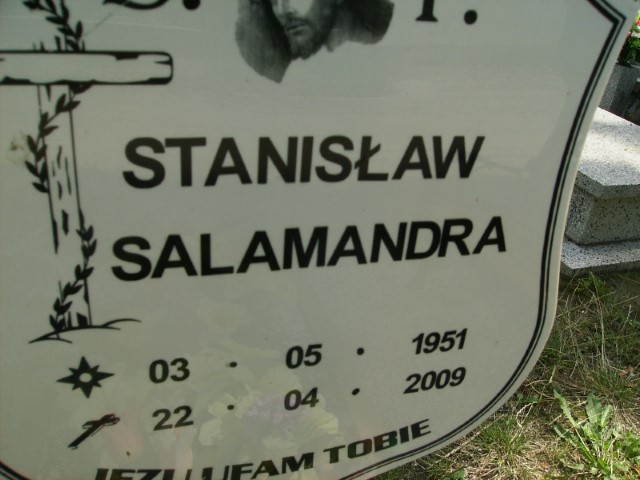 Ś. P.
STANISŁAW
SALAMANDRA
03 . 05 . 1951
22 . 04 . 2009
JEZU UFAM TOBIE